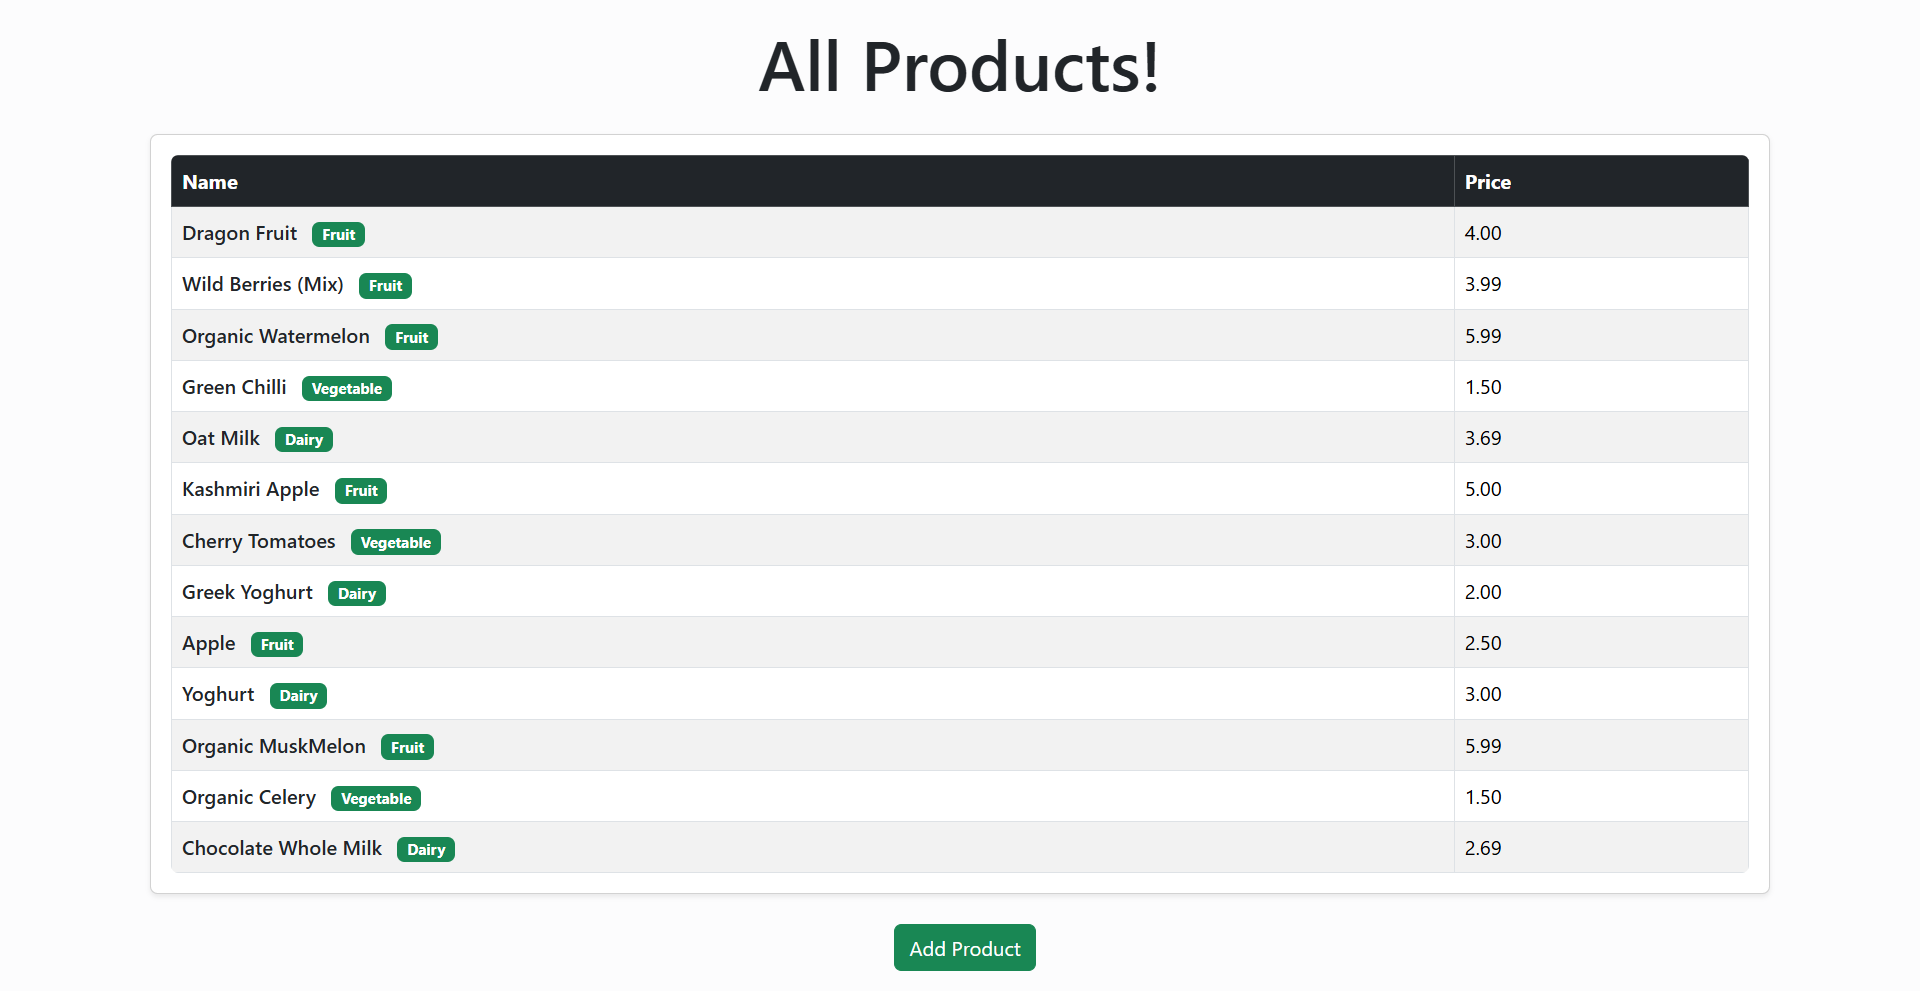 All Products!
Name Price
Dragon Fruit Fruit 4.00
Wild Berries (Mix) Fruit 3.99
Organic Watermelon Fruit 5.99
Green Chilli Vegetable 1.50
Oat Milk Dairy 3.69
Kashmiri Apple Fruit 5.00
Cherry Tomatoes Vegetable 3.00
Greek Yoghurt Dairy 2.00
Apple Fruit 2.50
Yoghurt Dairy 3.00
Organic MuskMelon Fruit 5.99
Organic Celery Vegetable 1.50
Chocolate Whole Milk Dairy 2.69
Add Product